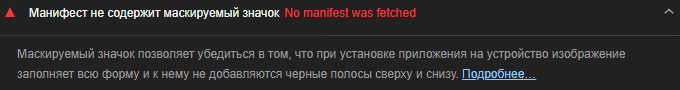 Манифест не содержит маскируемый значок No manifest was fetched
Маскируемый значок позволяет убедиться в том, что при установке приложения на устройство изображение
заполняет всю форму и к нему не добавляются черные полосы сверху и снизу. Подробнее…